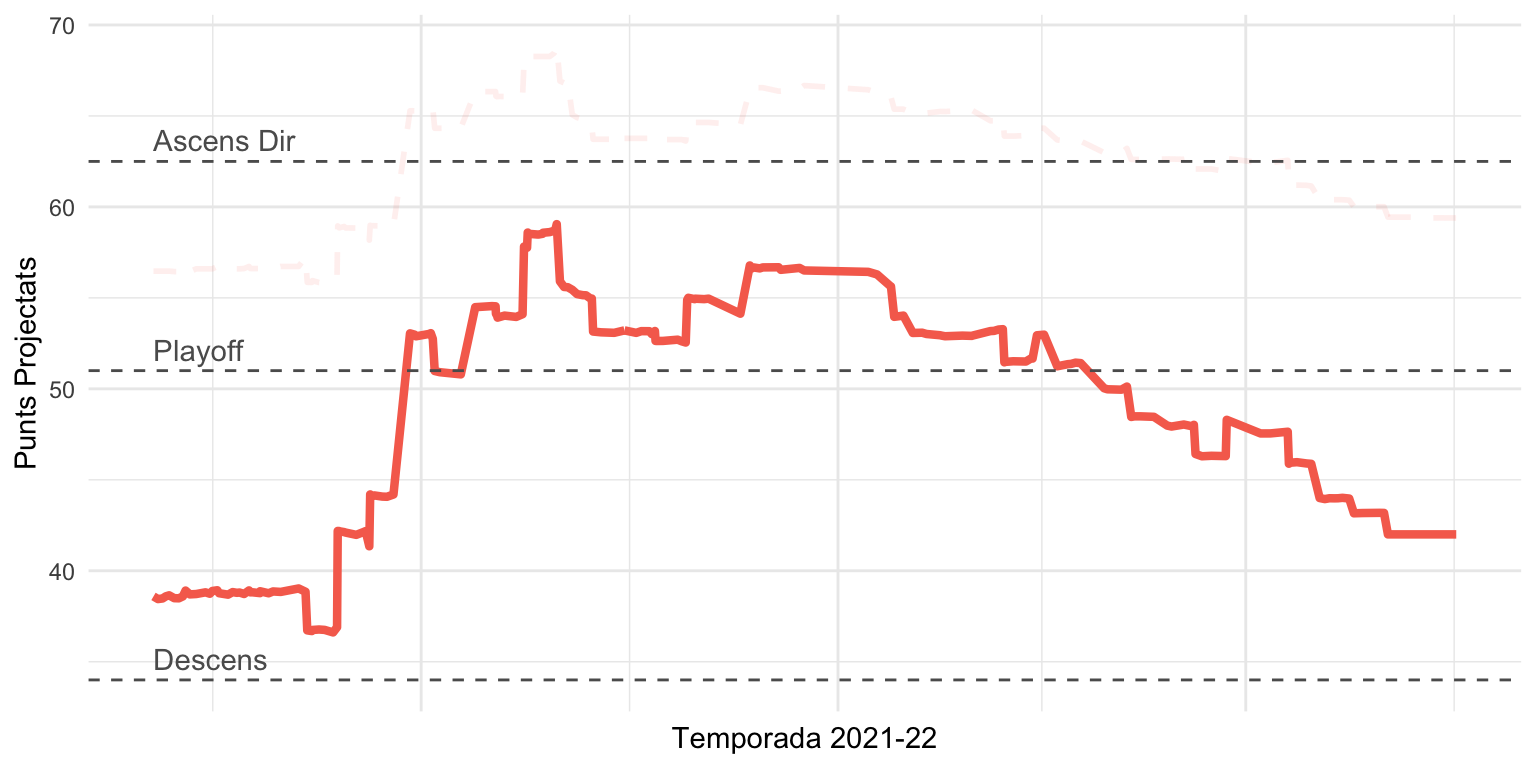 70
Ascens Dir
60
Playoff
50
40
Descens
Punts Projectats
Temporada 2021-22